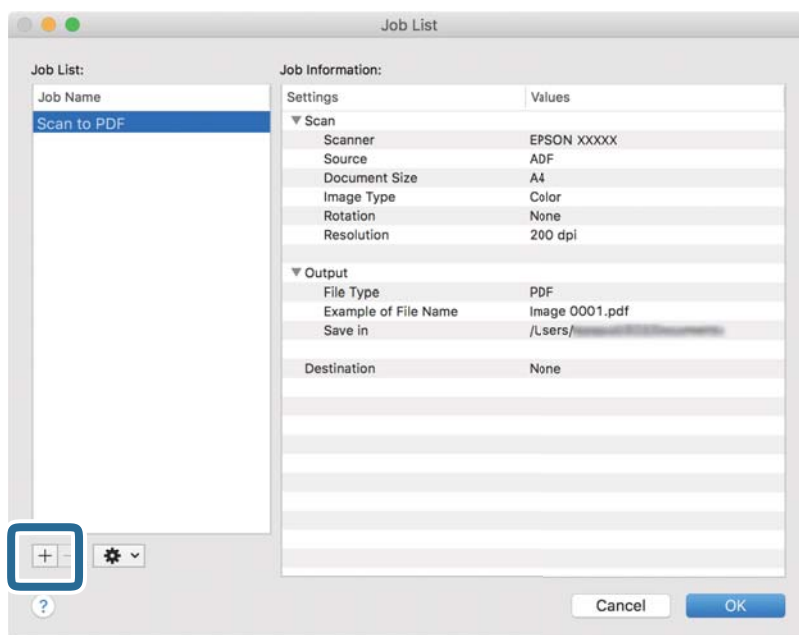 Job List
Job List:
Job Information:
Job Name
Scan to PDF
Settings Values
Scan
Scanner EPSON XXXXX
Source ADF
Document Size A4
Image Type Color
Rotation None
Resolution 200 dpi
Output
File Type PDF
Example of File Name Image 0001.pdf
Save in /Users/
Destination None
+ -
?
Cancel OK